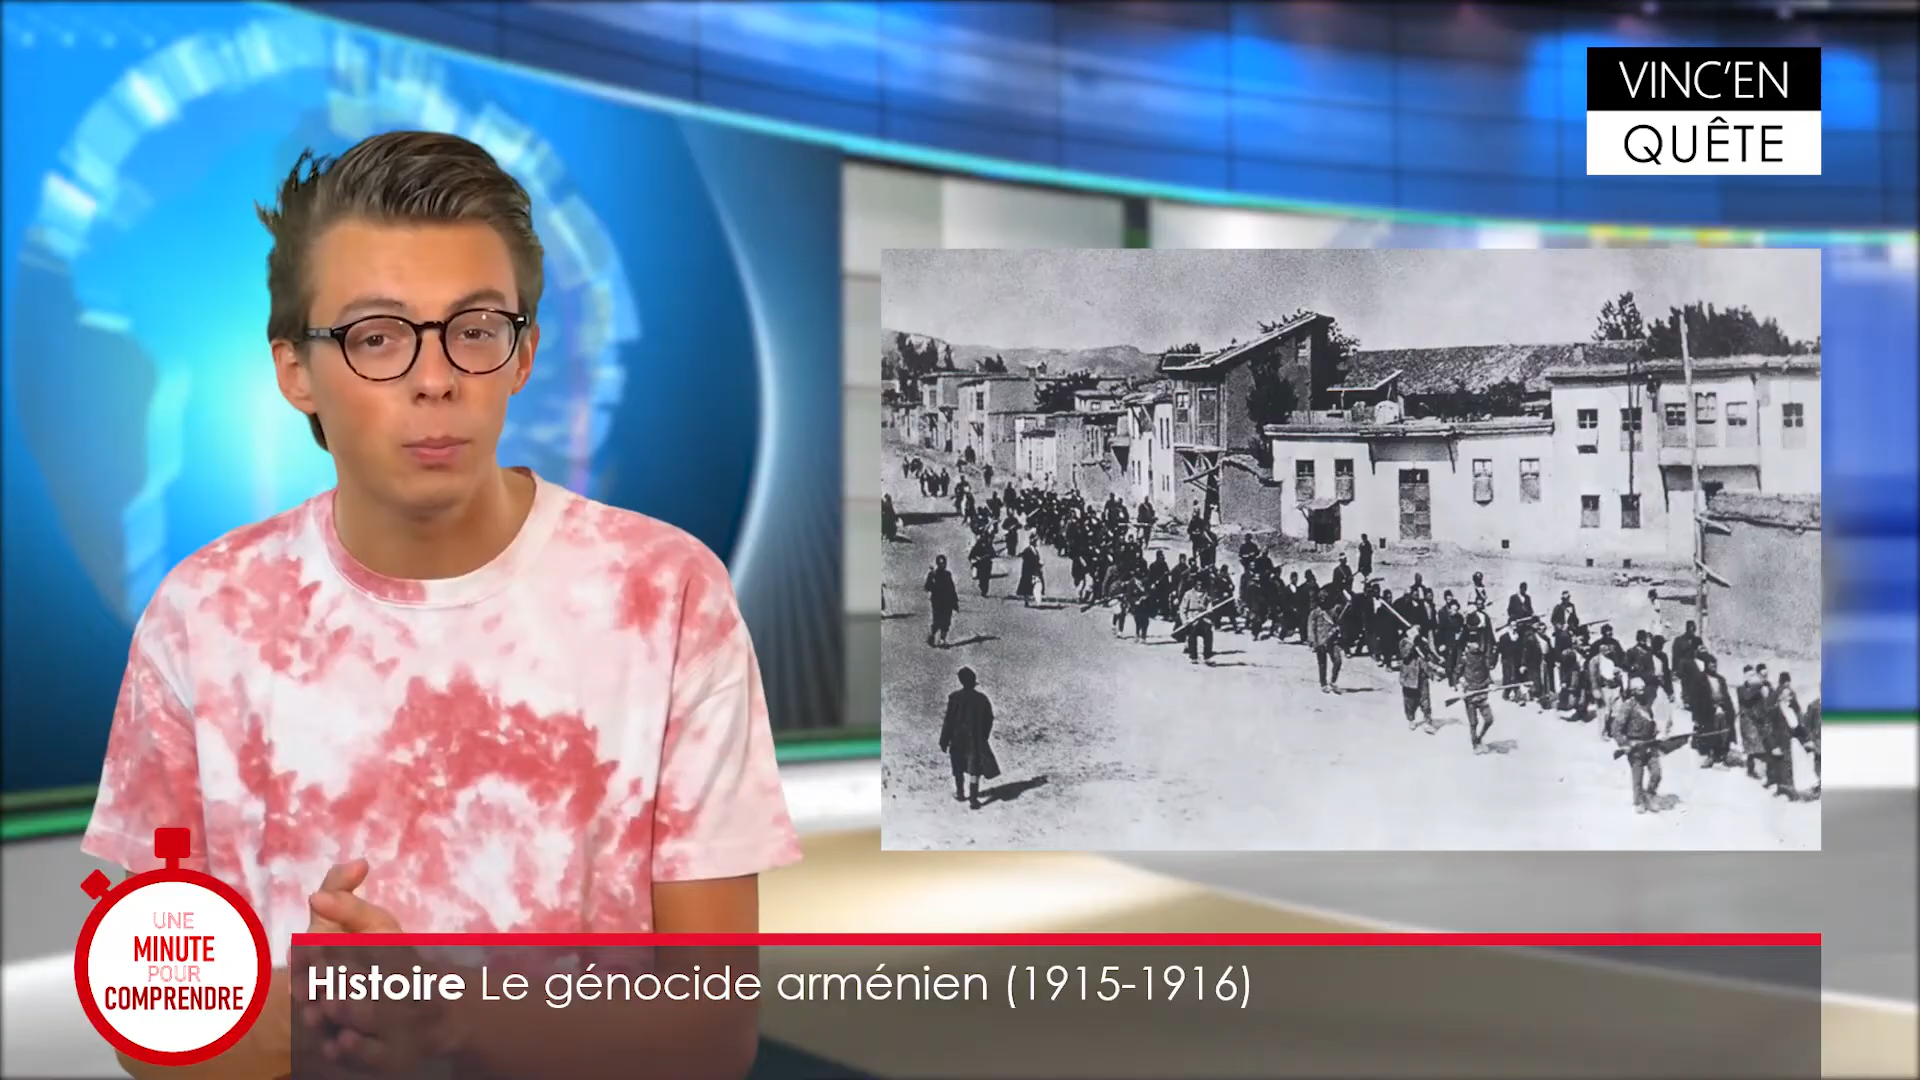 VINC'EN
QUÊTE
UNE
MINUTE
POUR
COMPRENDRE
Histoire Le génocide arménien (1915-1916)